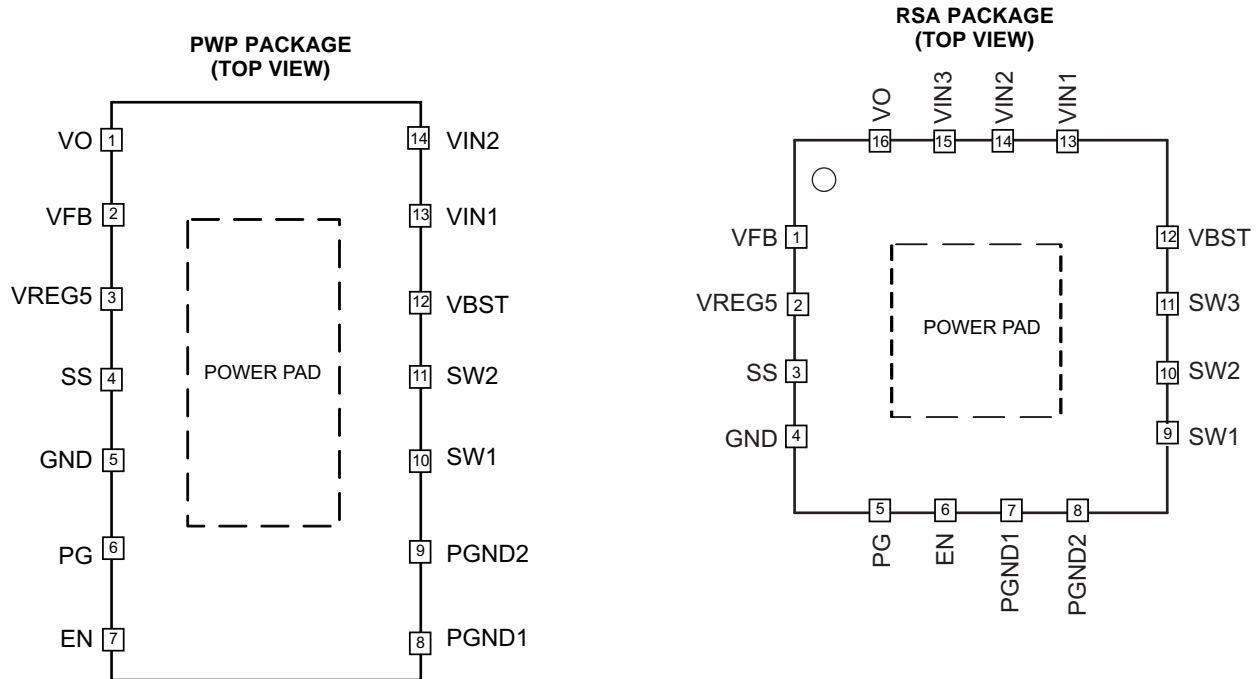 PWP PACKAGE
(TOP VIEW)
VO 1
VFB 2
VREG5 3
SS 4
GND 5
PG 6
EN 7
14 VIN2
13 VIN1
12 VBST
11 SW2
10 SW1
9 PGND2
8 PGND1
POWER PAD
RSA PACKAGE
(TOP VIEW)
VO
VIN3
VIN2
VIN1
16 15 14 13
VFB 1
VREG5 2
SS 3
GND 4
12 VBST
11 SW3
10 SW2
9 SW1
POWER PAD
5 6 7 8
PG
EN
PGND1
PGND2